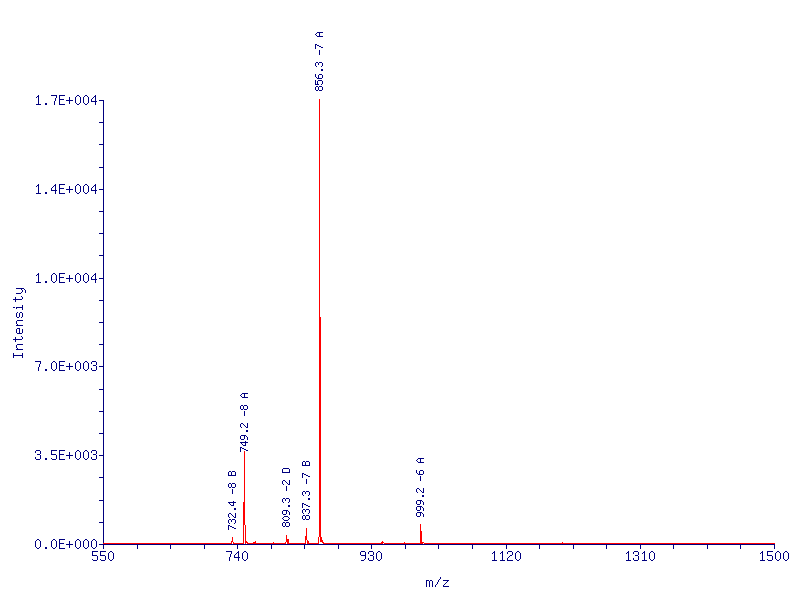 856.3 -7 A
1.7E+004
1.4E+004
1.0E+004
7.0E+003
3.5E+003
0.0E+000
Intensity
749.2 -8 A
732.4 -8 B
809.3 -2 D
837.3 -7 B
999.2 -6 A
550
740
930
1120
1310
1500
m/z